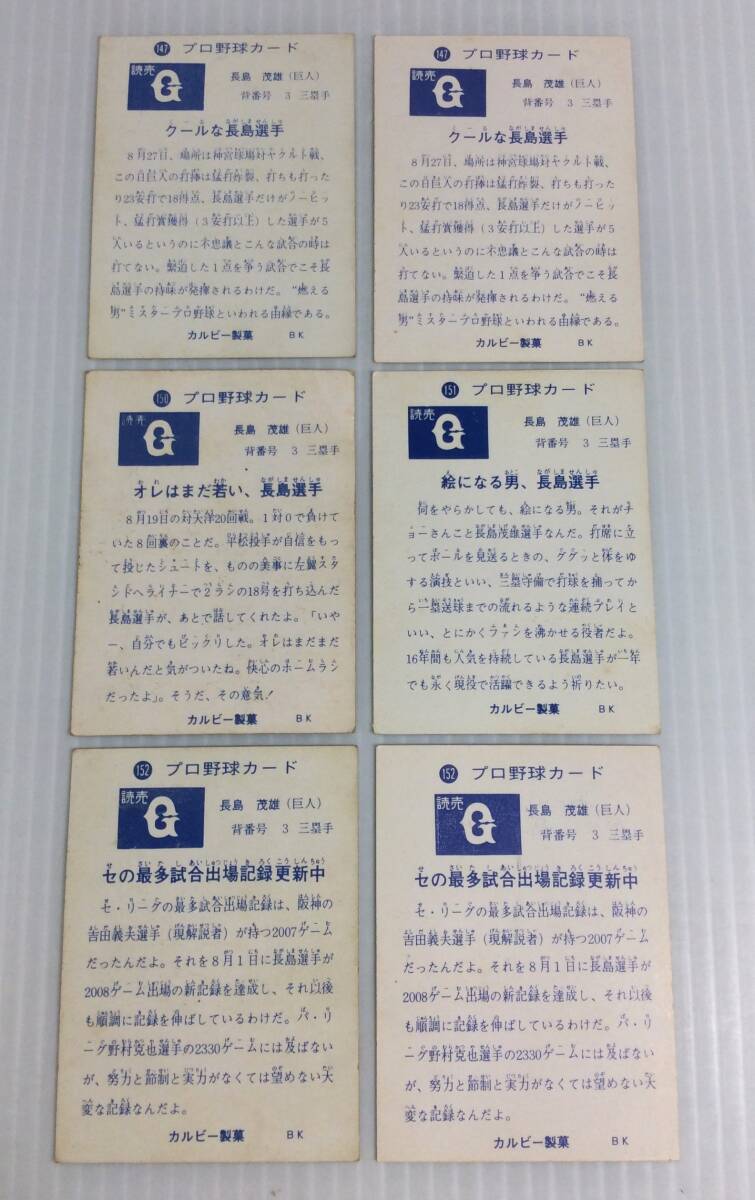 147 プロ野球カード
読売
G
長島 茂雄(巨人)
背番号 3 三塁手
クールな長島選手
8月27日、場所は神宮球場対ヤクルト戦、
この日巨人の打棒は猛打炸裂、打ちも打った
り23安打で18得点、長島選手だけがノーヒッ
ト、猛打賞獲得(3安打以上)した選手が5
人いるというのに不思議とこんな試合の時は
打てない。緊迫した1点を争う試合でこそ長
島選手の持味が発揮されるわけだ。“燃える
男”ミスタープロ野球といわれる由縁である。
カルビー製菓 BK
147 プロ野球カード
読売
G
長島 茂雄(巨人)
背番号 3 三塁手
クールな長島選手
8月27日、場所は神宮球場対ヤクルト戦、
この日巨人の打棒は猛打炸裂、打ちも打った
り23安打で18得点、長島選手だけがノーヒッ
ト、猛打賞獲得(3安打以上)した選手が5
人いるというのに不思議とこんな試合の時は
打てない。緊迫した1点を争う試合でこそ長
島選手の持味が発揮されるわけだ。“燃える
男”ミスタープロ野球といわれる由縁である。
カルビー製菓 BK
150 プロ野球カード
読売
G
長島 茂雄(巨人)
背番号 3 三塁手
オレはまだ若い、長島選手
8月19日の対大洋20回戦。1対0で負けて
いた8回裏のことだ。平松投手が自信をもっ
て投じたシュートを、ものの美事に左翼スタ
ンドへライナーで2ランの18号を打ち込んだ
長島選手が、あとで話してくれたよ。「いや
ー、自分でもビックリした。オレはまだまだ
若いんだと気がついたね。快心のホームラン
だったよ」。そうだ、その意気!
カルビー製菓 BK
151 プロ野球カード
読売
G
長島 茂雄(巨人)
背番号 3 三塁手
絵になる男、長島選手
何をやらかしても、絵になる男。それがチ
ョーさんこと長島茂雄選手なんだ。打席に立
ってボールを見送るときの、グググッと体をゆ
する演技といい、三塁守備で打球を捕ってか
ら一塁送球までの流れるような連続プレイと
いい、とにかくファンを沸かせる役者だよ。
16年間も人気を持続している長島選手が一年
でも永く現役で活躍できるよう祈りたい。
カルビー製菓 BK
152 プロ野球カード
読売
G
長島 茂雄(巨人)
背番号 3 三塁手
セの最多試合出場記録更新中
セ・リーグの最多試合出場記録は、阪神の
吉田義夫選手(現解説者)が持つ2007ゲーム
だったんだよ。それを8月1日に長島選手が
2008ゲーム出場の新記録を達成し、それ以後
も順調に記録を伸ばしているわけだ。パ・リ
ーグ野村克也選手の2330ゲームには及ばない
が、努力と節制と実力がなくては望めない大
変な記録なんだよ。
カルビー製菓 BK
152 プロ野球カード
読売
G
長島 茂雄(巨人)
背番号 3 三塁手
セの最多試合出場記録更新中
セ・リーグの最多試合出場記録は、阪神の
吉田義夫選手(現解説者)が持つ2007ゲーム
だったんだよ。それを8月1日に長島選手が
2008ゲーム出場の新記録を達成し、それ以後
も順調に記録を伸ばしているわけだ。パ・リ
ーグ野村克也選手の2330ゲームには及ばない
が、努力と節制と実力がなくては望めない大
変な記録なんだよ。
カルビー製菓 BK